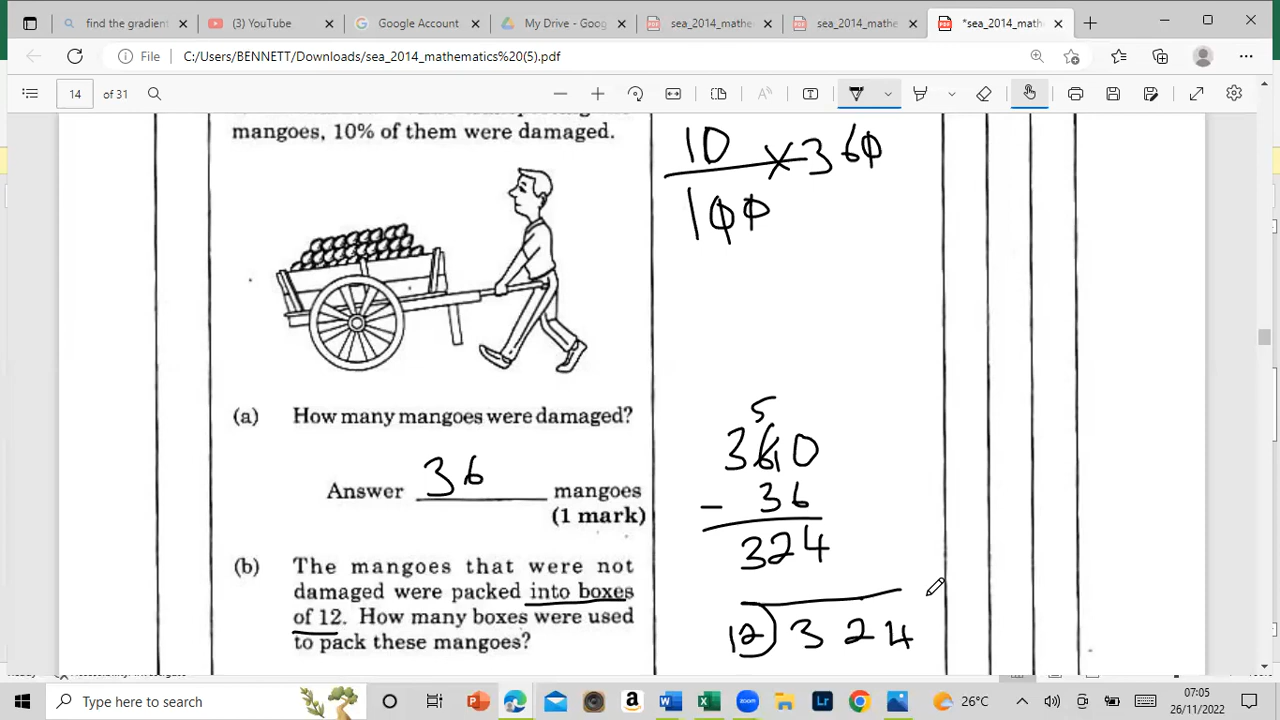 find the gradient
(3) YouTube
Google Account
My Drive - Goog
sea_2014_mathe
sea_2014_mathe
*sea_2014_math
File
C:/Users/BENNETT/Downloads/Sea_2014_mathematics%20(5).pdf
14 of 31
mangoes, 10% of them were damaged.
10
× 360
100
(a) How many mangoes were damaged?
Answer 36 mangoes
(1 mark)
5
3610
- 36
324
(b) The mangoes that were not
damaged were packed into boxes
of 12. How many boxes were used
to pack these mangoes?
12)324
Type here to search
26°C
07:05
26/11/2022